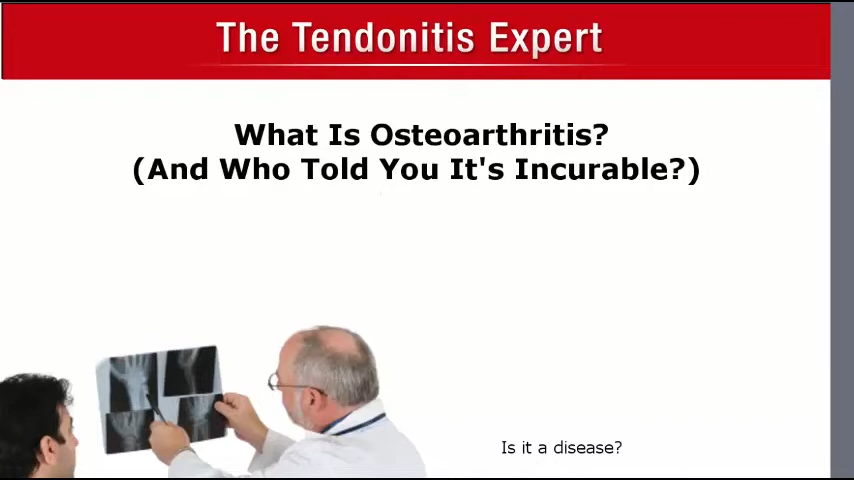 The Tendonitis Expert
What Is Osteoarthritis?
(And Who Told You It's Incurable?)
Is it a disease?